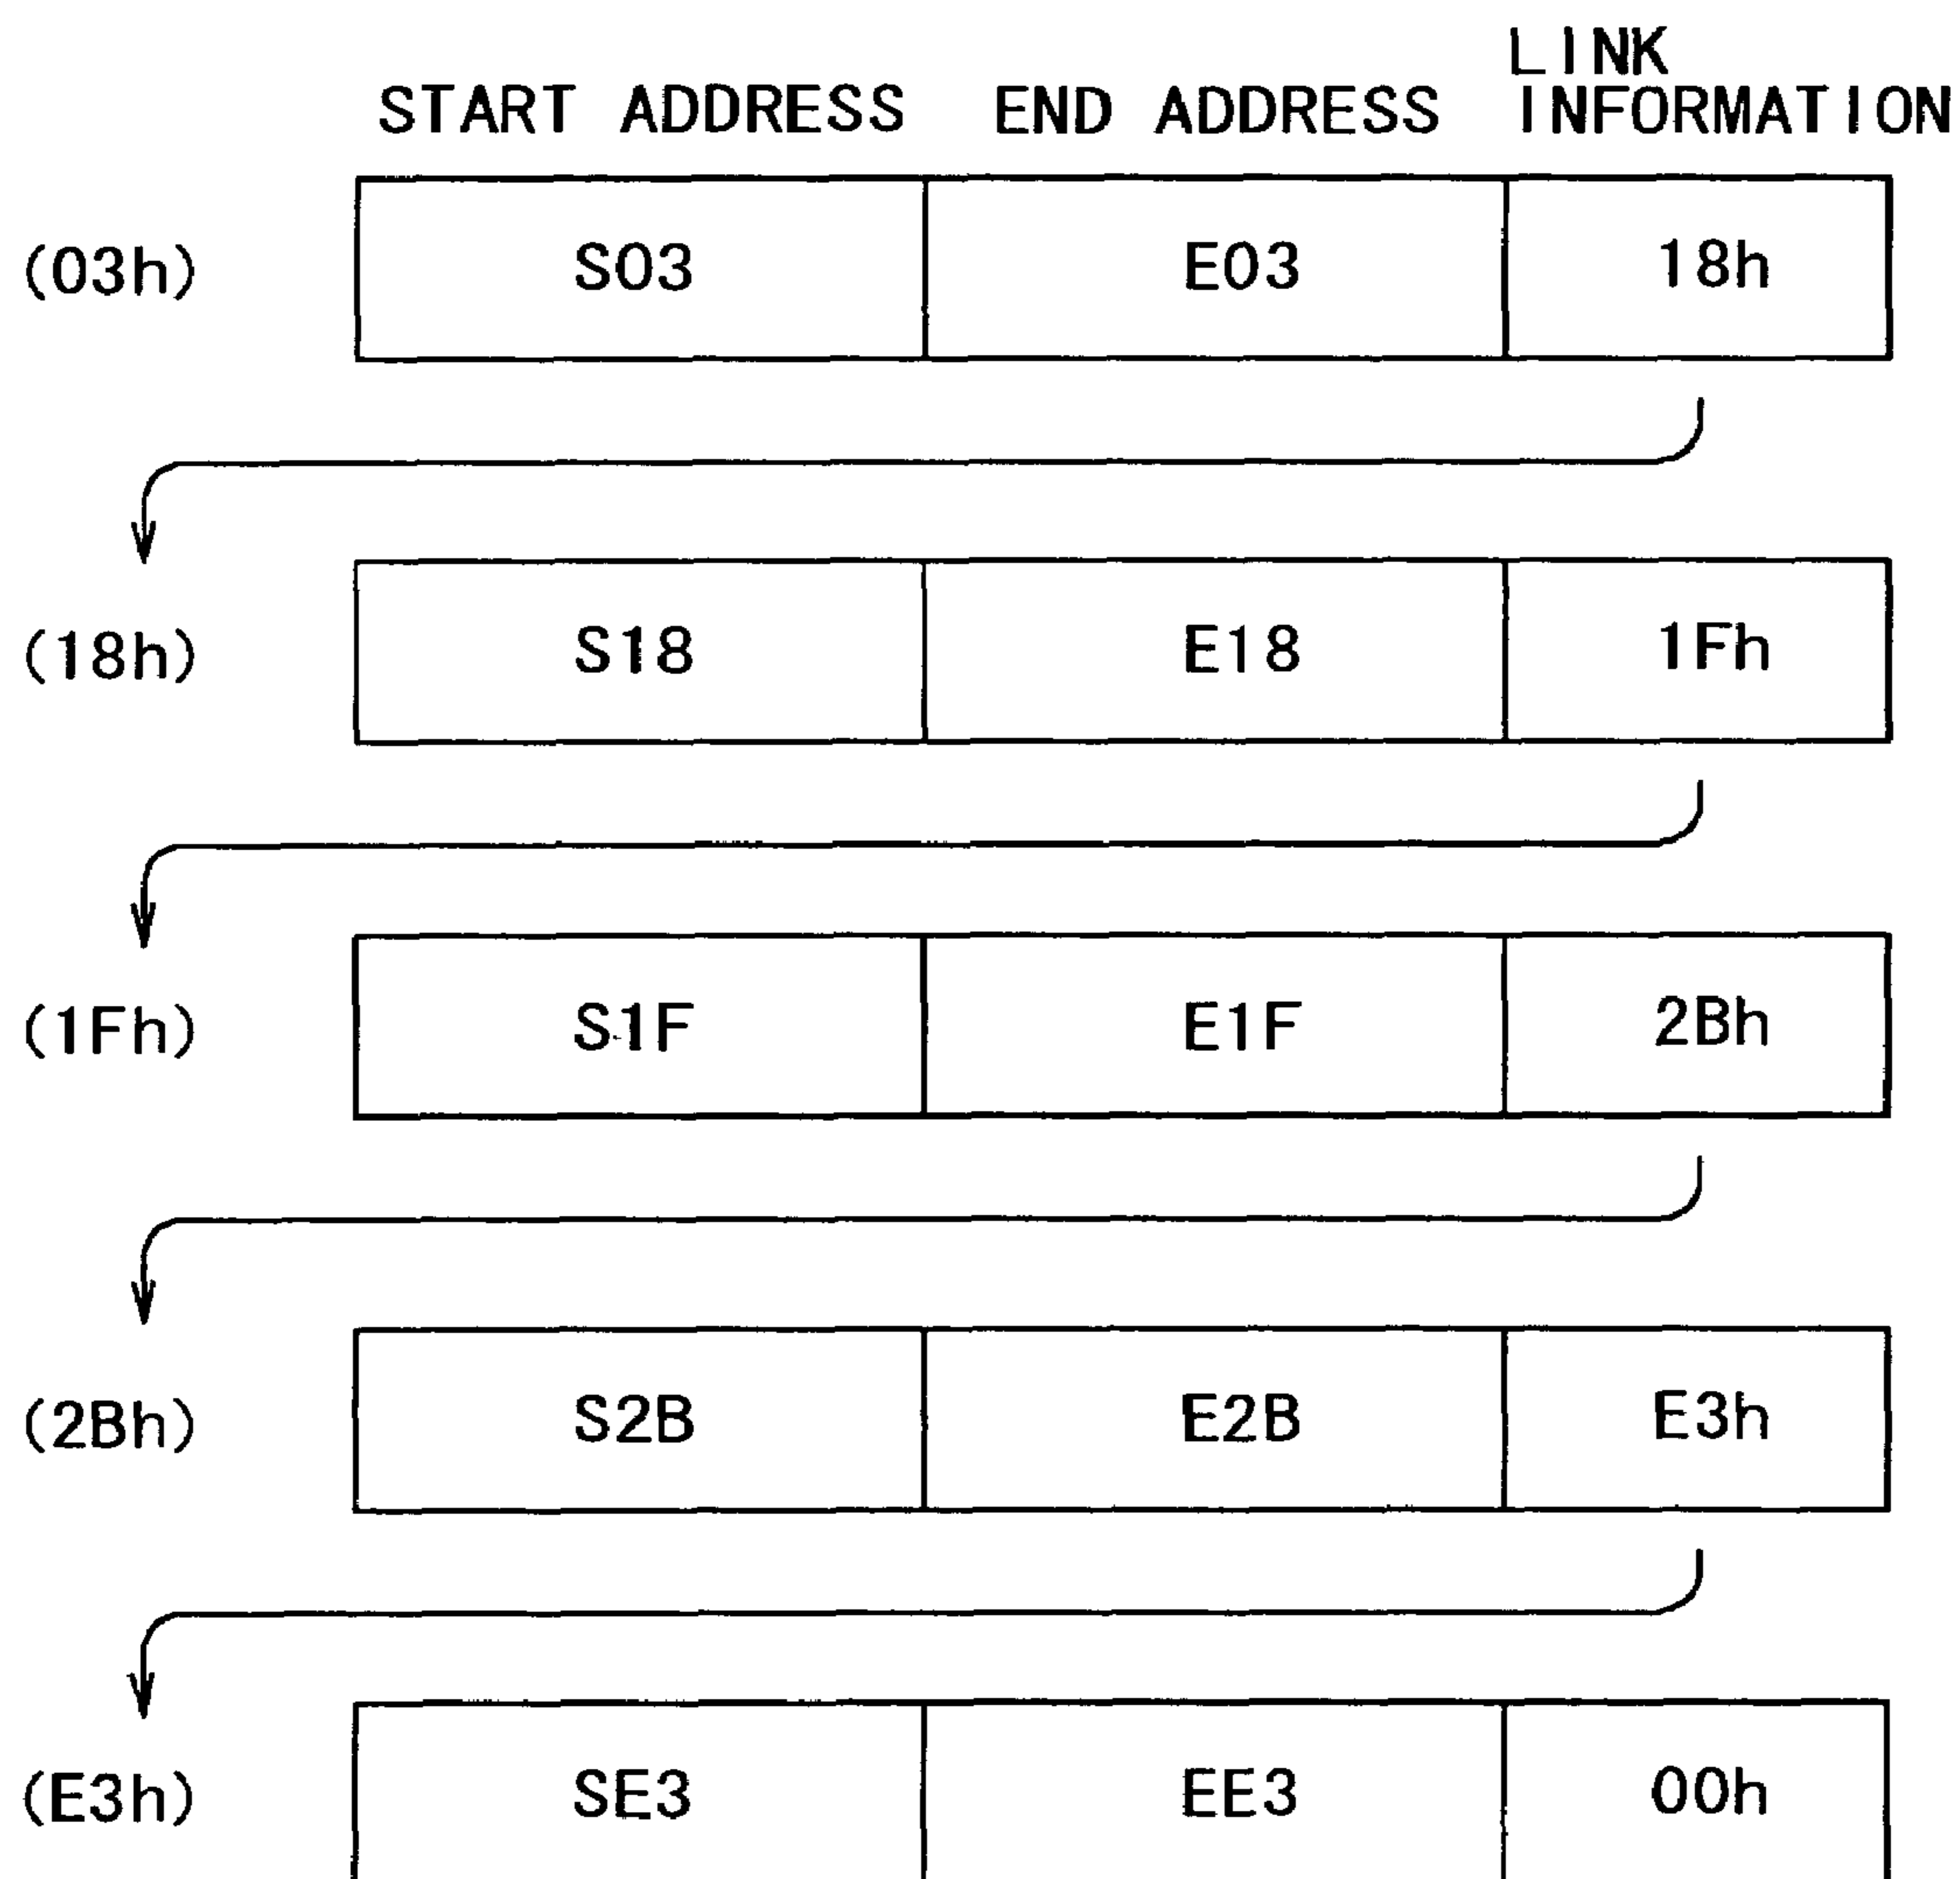 START ADDRESS END ADDRESS LINK
INFORMATION
(03h) S03 E03 18h
(18h) S18 E18 1Fh
(1Fh) S1F E1F 2Bh
(2Bh) S2B E2B E3h
(E3h) SE3 EE3 00h